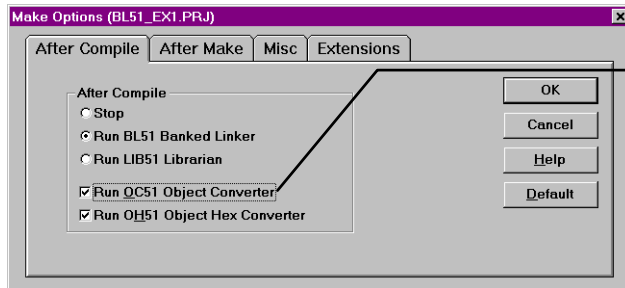 Make Options (BL51_EX1.PRJ)
After Compile After Make Misc Extensions
After Compile
Stop
Run BL51 Banked Linker
Run LIB51 Librarian
Run OC51 Object Converter
Run OH51 Object Hex Converter
OK
Cancel
Help
Default